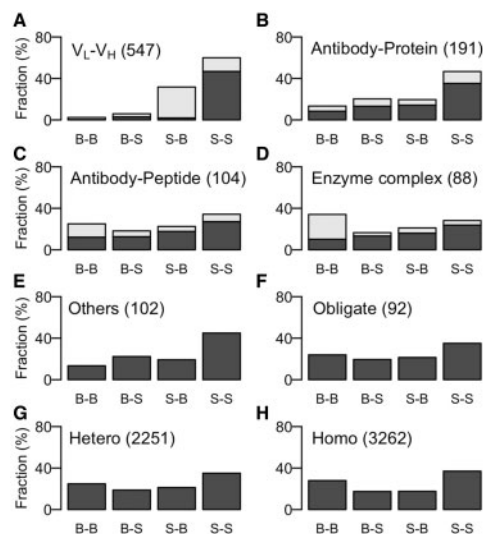 A
V_L-V_H (547)
Fraction (%)
80
40
0
B-B B-S S-B S-S
B
Antibody-Protein (191)
80
40
0
B-B B-S S-B S-S
C
Antibody-Peptide (104)
Fraction (%)
80
40
0
B-B B-S S-B S-S
D
Enzyme complex (88)
80
40
0
B-B B-S S-B S-S
E
Others (102)
Fraction (%)
80
40
0
B-B B-S S-B S-S
F
Obligate (92)
80
40
0
B-B B-S S-B S-S
G
Hetero (2251)
Fraction (%)
80
40
0
B-B B-S S-B S-S
H
Homo (3262)
80
40
0
B-B B-S S-B S-S